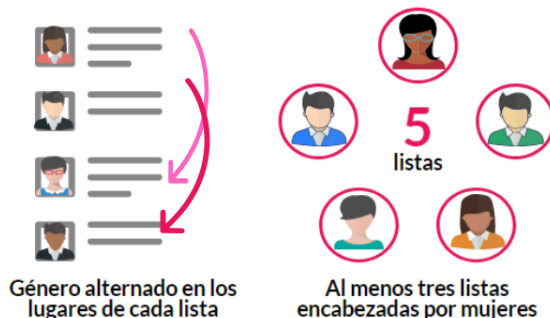 5
listas
Género alternado en los
lugares de cada lista
Al menos tres listas
encabezadas por mujeres